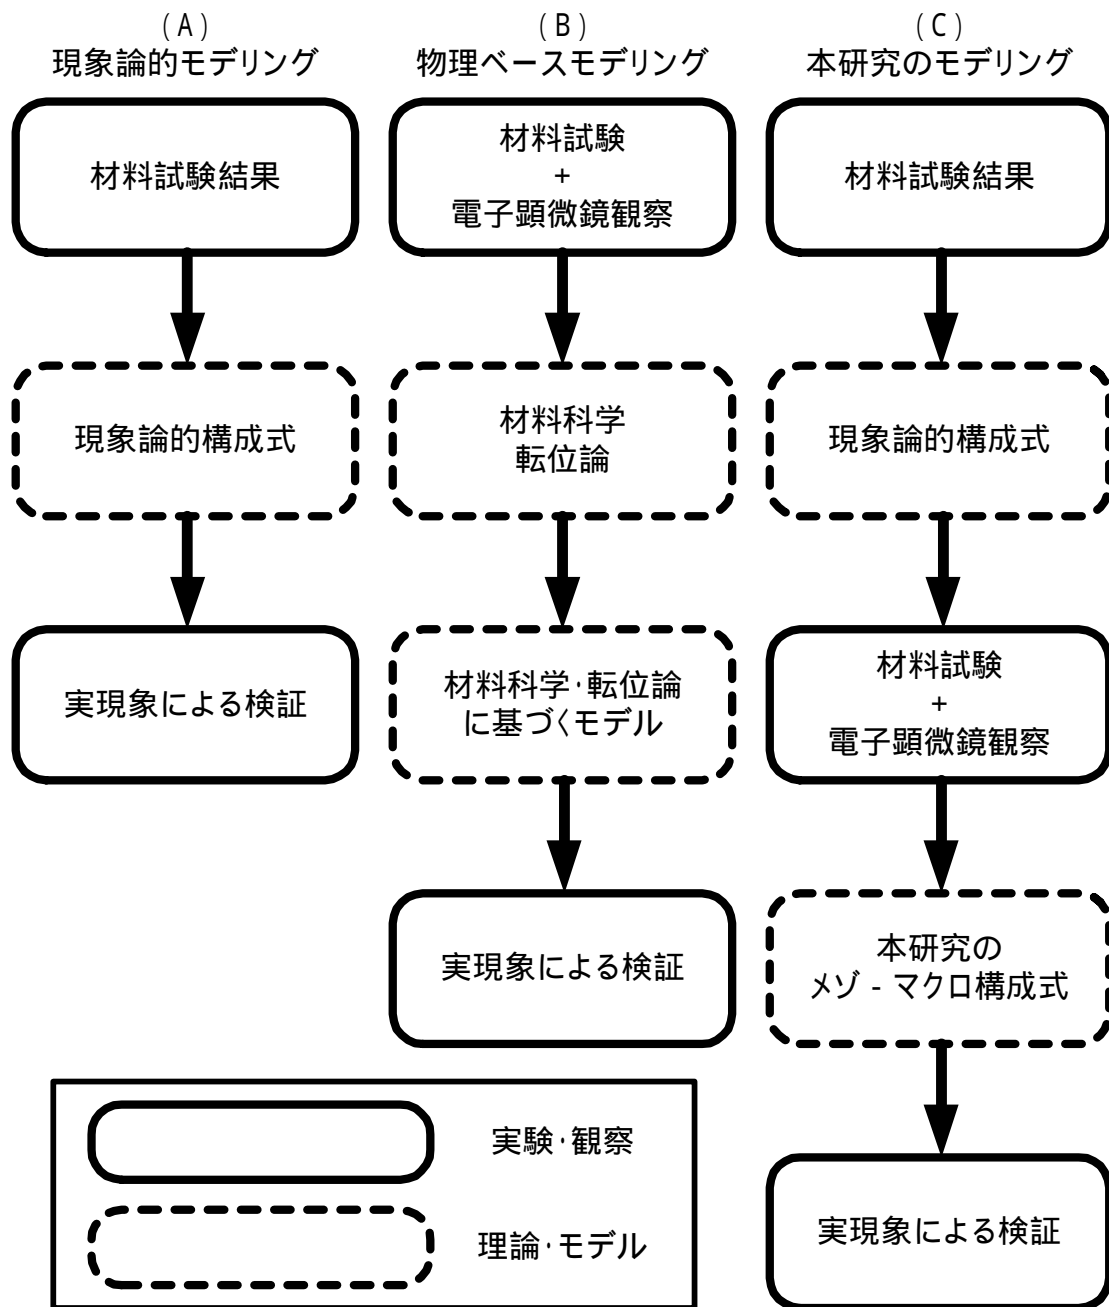 (A)
現象論的モデリング
材料試験結果
現象論的構成式
実現象による検証
(B)
物理ベースモデリング
材料試験
+
電子顕微鏡観察
材料科学
転位論
材料科学・転位論
に基づくモデル
実現象による検証
(C)
本研究のモデリング
材料試験結果
現象論的構成式
材料試験
+
電子顕微鏡観察
本研究の
メゾ - マクロ構成式
実現象による検証
実験・観察
理論・モデル